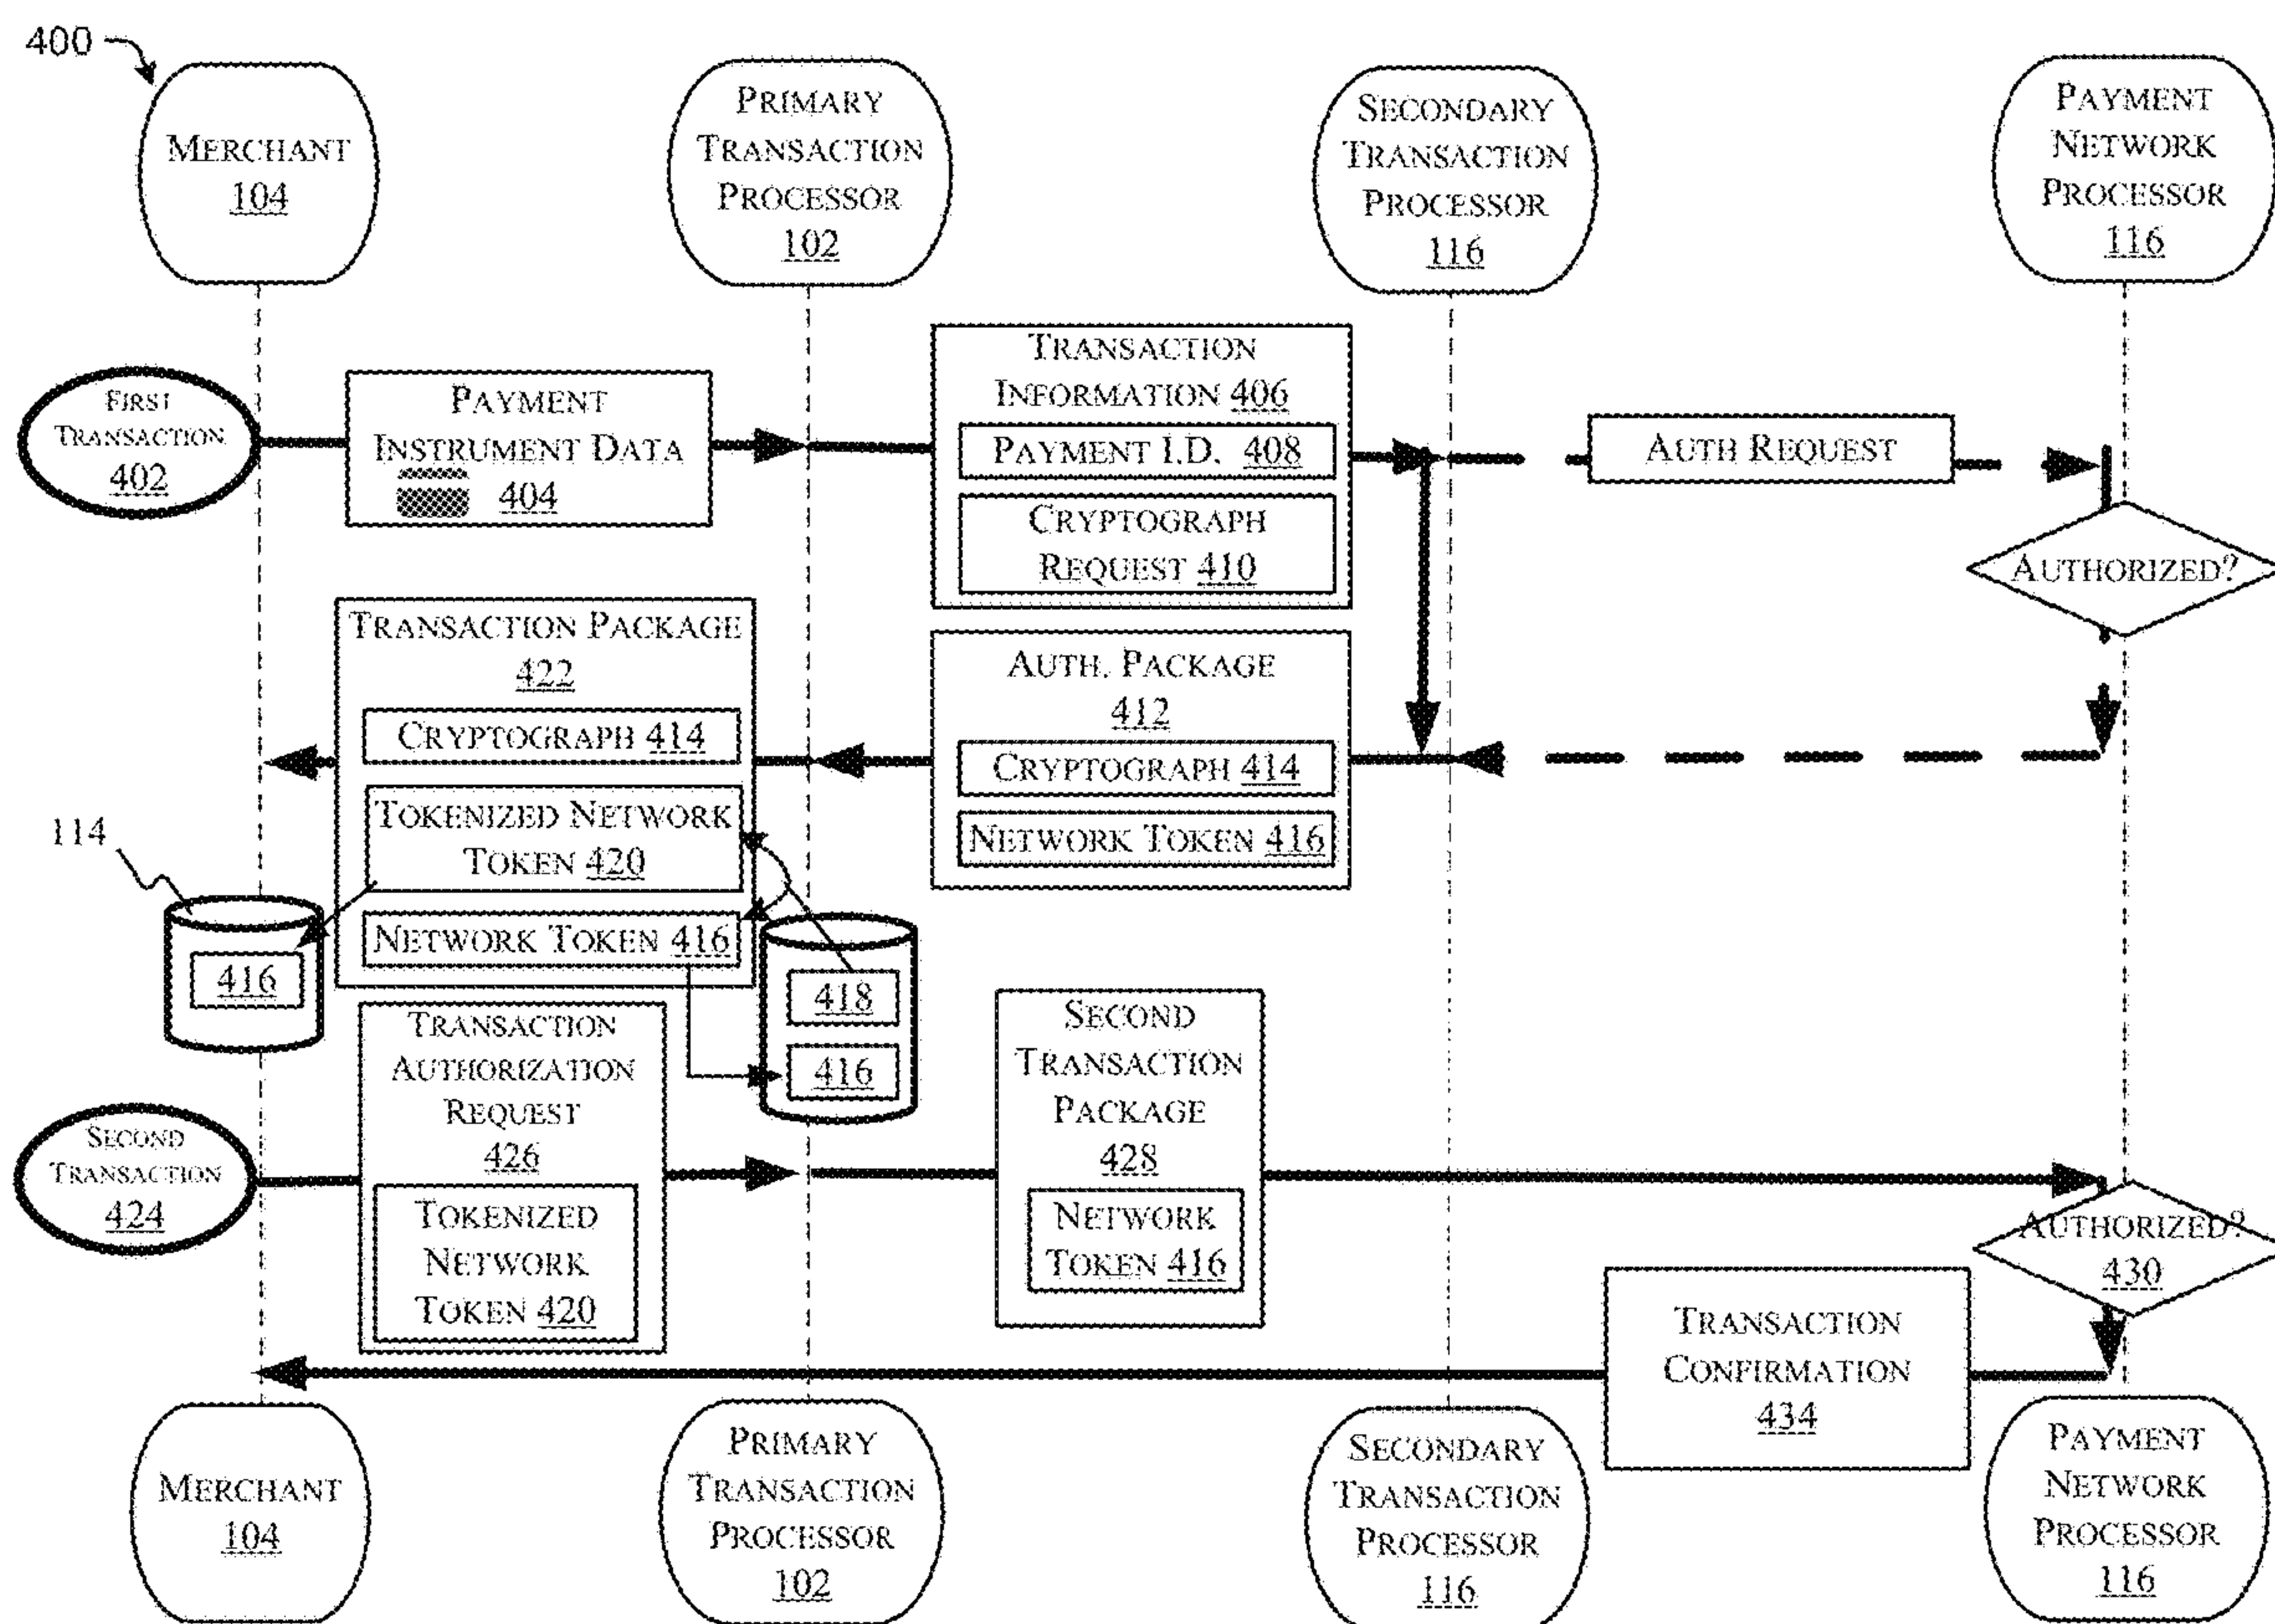 400
MERCHANT
104
PRIMARY
TRANSACTION
PROCESSOR
102
SECONDARY
TRANSACTION
PROCESSOR
116
PAYMENT
NETWORK
PROCESSOR
116
FIRST
TRANSACTION
402
PAYMENT
INSTRUMENT DATA
404
TRANSACTION
INFORMATION 406
PAYMENT I.D. 408
CRYPTOGRAPH
REQUEST 410
AUTH REQUEST
AUTHORIZED?
TRANSACTION PACKAGE
422
CRYPTOGRAPH 414
TOKENIZED NETWORK
TOKEN 420
NETWORK TOKEN 416
AUTH. PACKAGE
412
CRYPTOGRAPH 414
NETWORK TOKEN 416
114
416
418
416
SECOND
TRANSACTION
424
TRANSACTION
AUTHORIZATION
REQUEST
426
TOKENIZED
NETWORK
TOKEN 420
SECOND
TRANSACTION
PACKAGE
428
NETWORK
TOKEN 416
AUTHORIZED?
430
TRANSACTION
CONFIRMATION
434
MERCHANT
104
PRIMARY
TRANSACTION
PROCESSOR
102
SECONDARY
TRANSACTION
PROCESSOR
116
PAYMENT
NETWORK
PROCESSOR
116